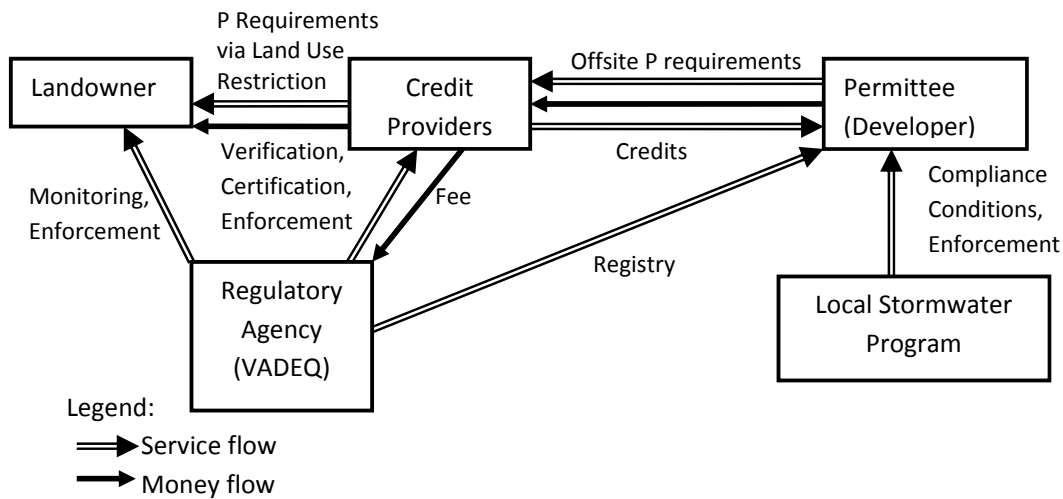 P Requirements
via Land Use
Restriction
Landowner
Credit
Providers
Offsite P requirements
Permittee
(Developer)
Credits
Verification,
Certification,
Enforcement
Fee
Monitoring,
Enforcement
Compliance
Conditions,
Enforcement
Registry
Regulatory
Agency
(VADEQ)
Local Stormwater
Program
Legend:
Service flow
Money flow